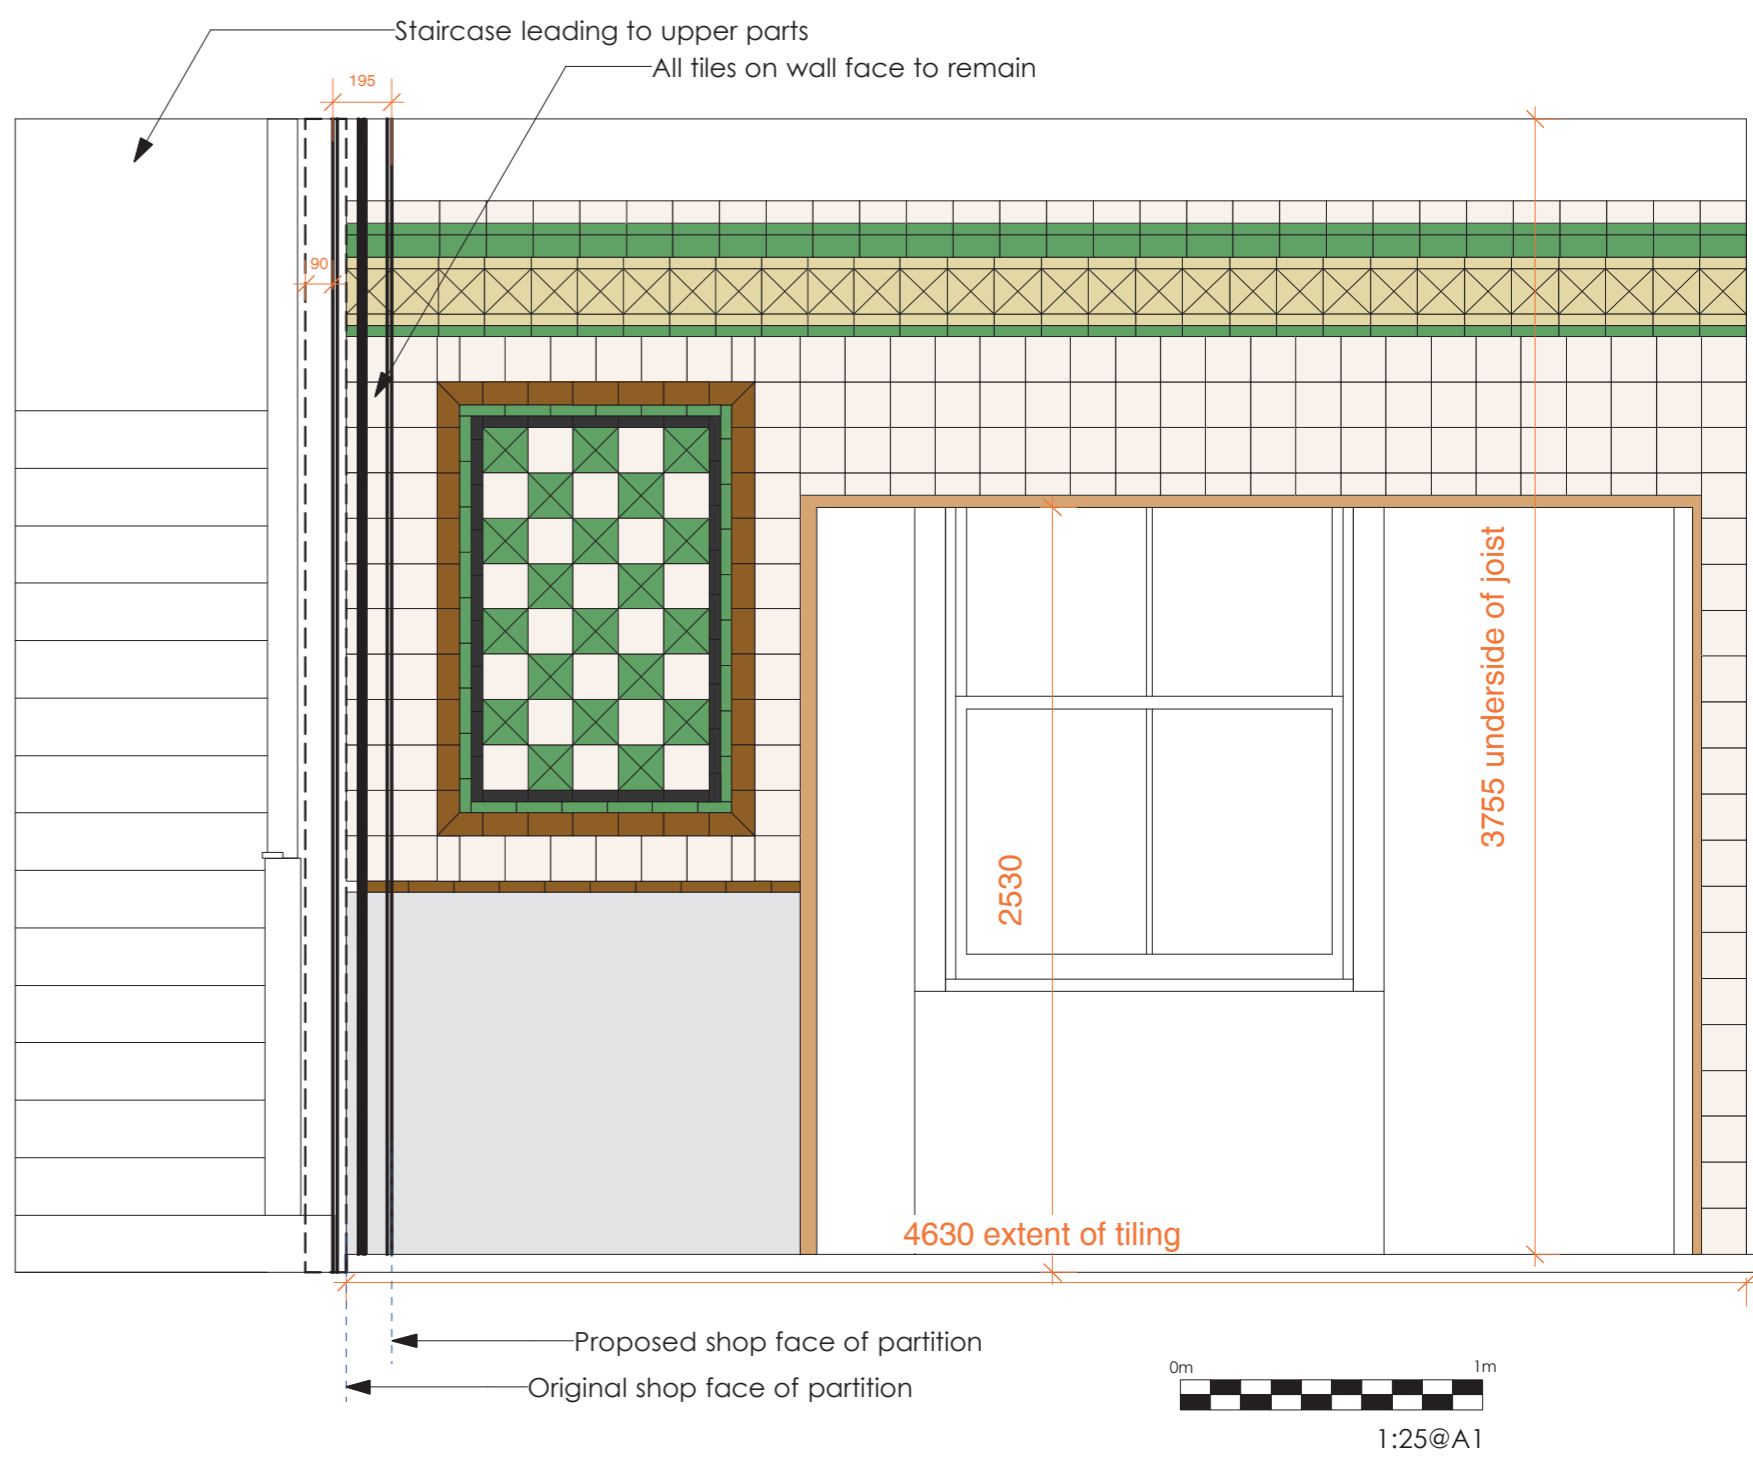 Staircase leading to upper parts
All tiles on wall face to remain
195
90
3755 underside of joist
2530
4630 extent of tiling
Proposed shop face of partition
Original shop face of partition
0m 1m
1:25@A1